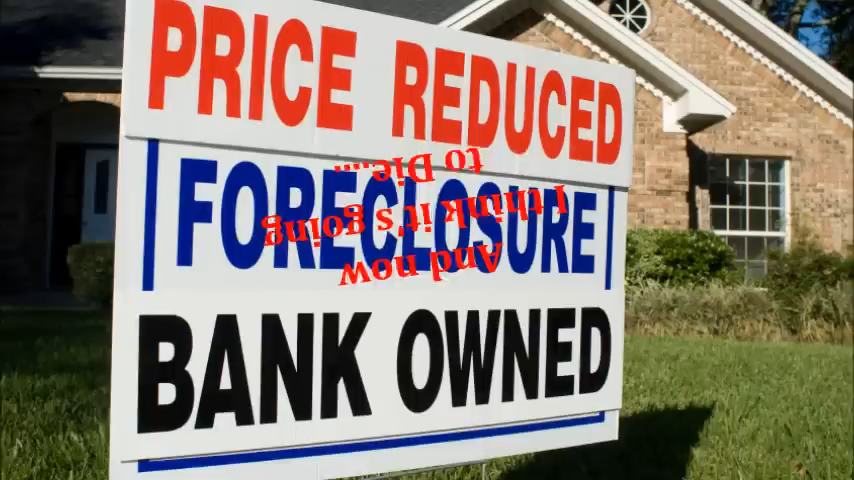 PRICE REDUCED
FORECLOSURE
BANK OWNED
And now
I think it's going
to Die....